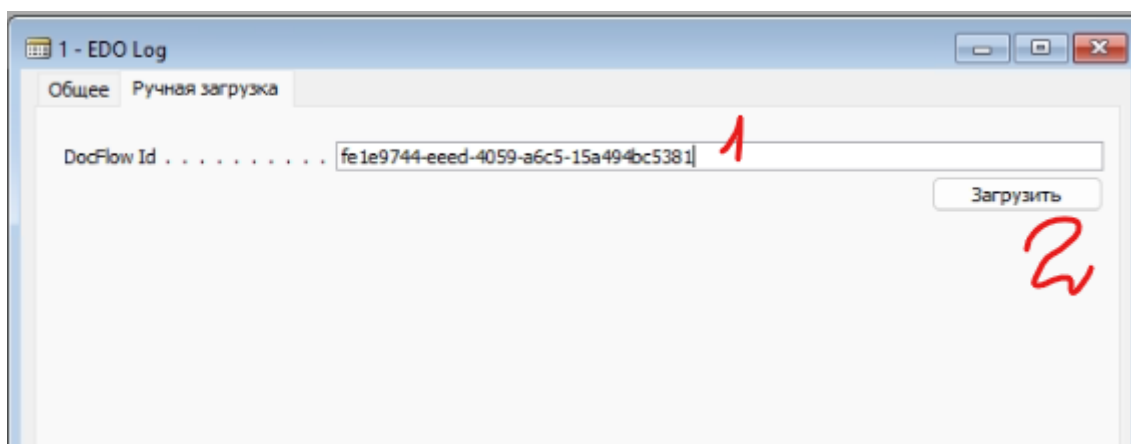 1 - EDO Log
Общее Ручная загрузка
1
DocFlow Id . . . . . . . . . . fe1e9744-eeed-4059-a6c5-15a494bc5381
Загрузить
2